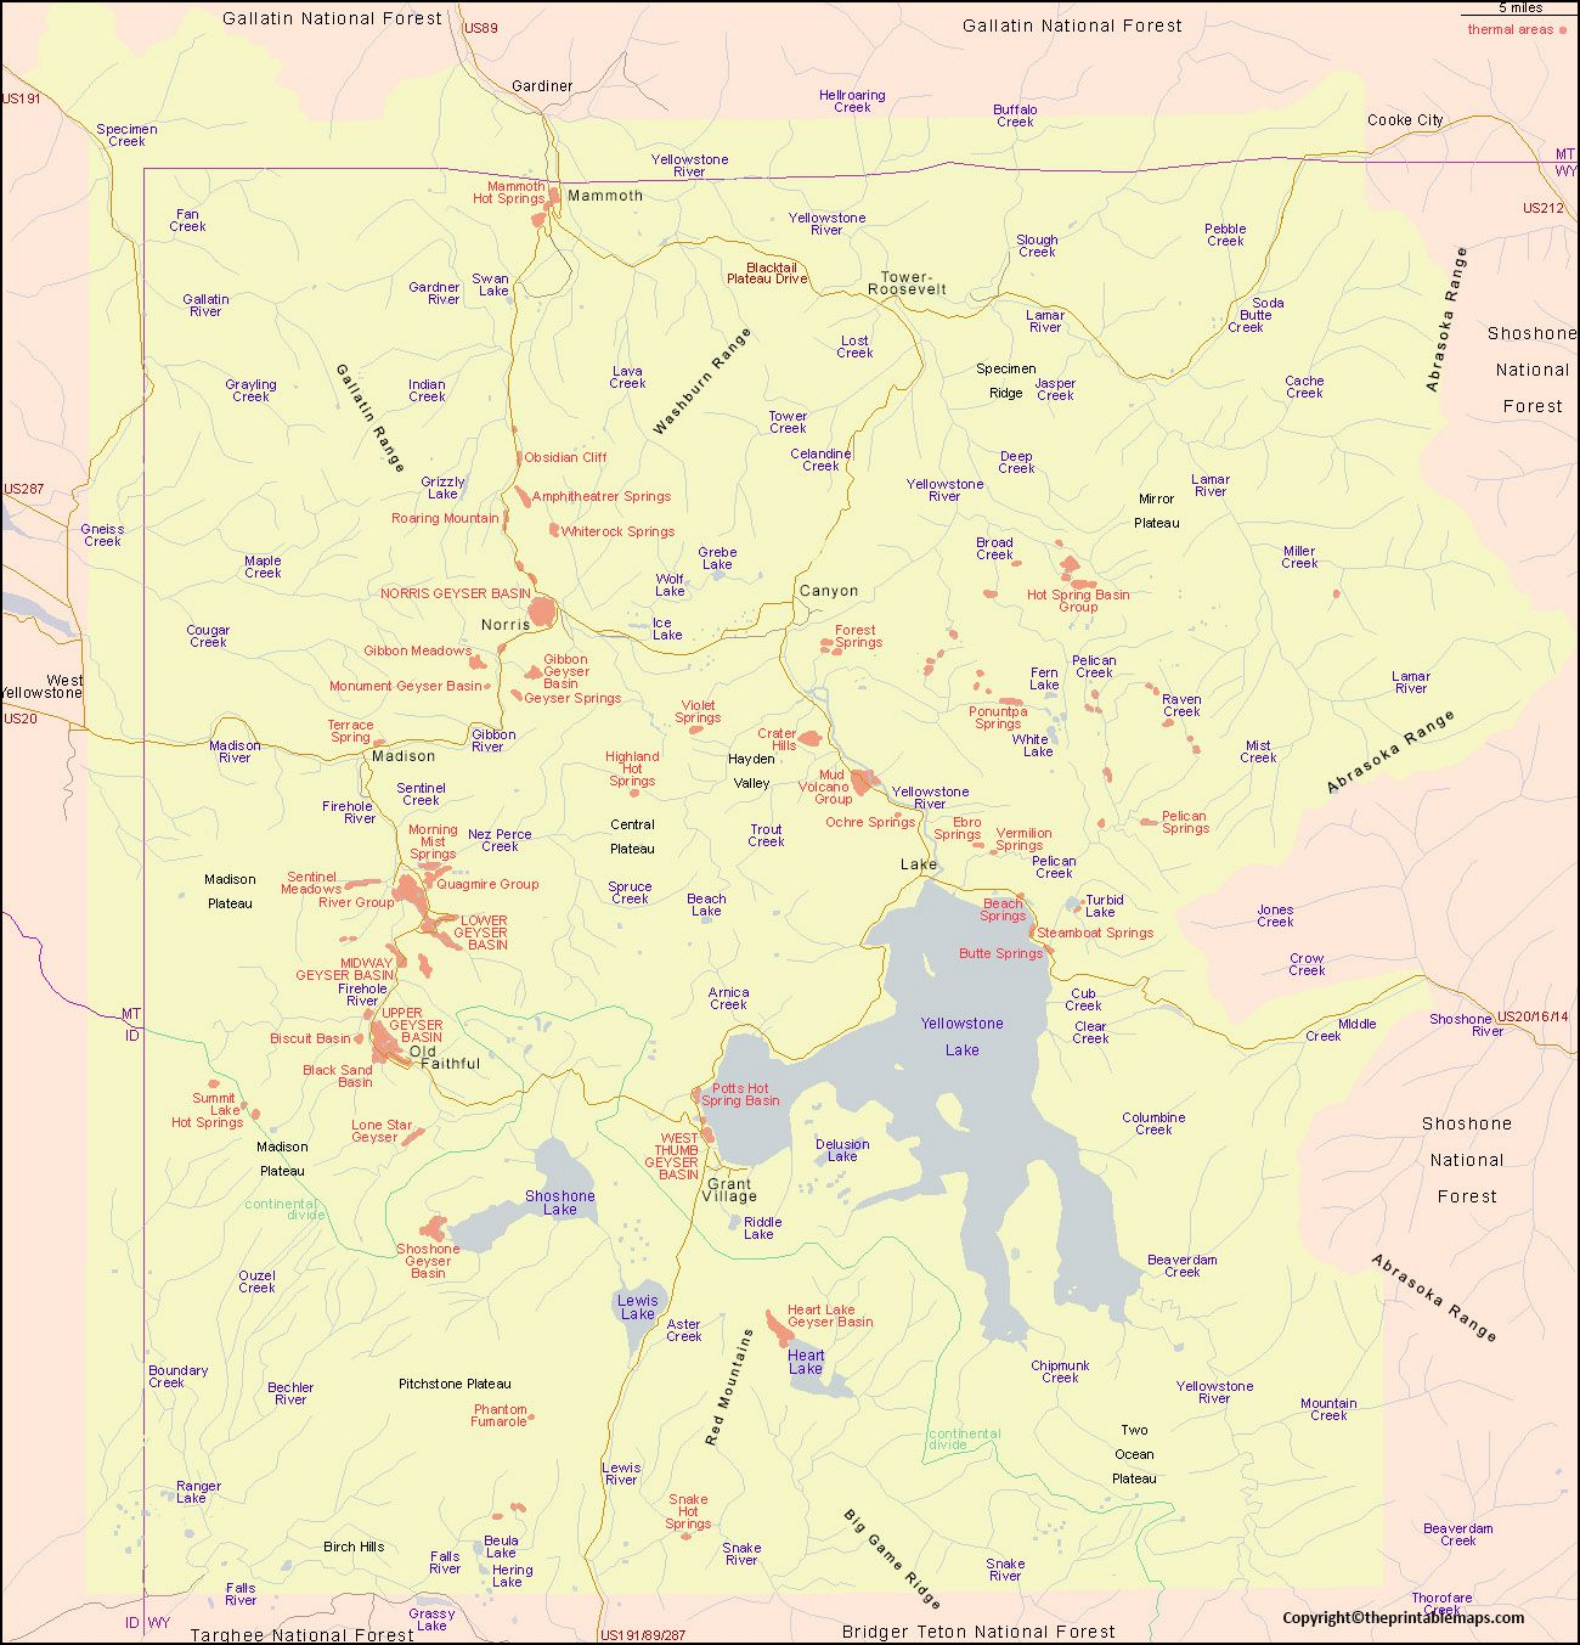 Gallatin National Forest
US89
Gallatin National Forest
5 miles
thermal areas
Gardiner
US191
Hellroaring
Creek
Buffalo
Creek
Cooke City
Specimen
Creek
Yellowstone
River
MT
WY
Mammoth
Hot Springs
Mammoth
US212
Fan
Creek
Yellowstone
River
Pebble
Creek
Slough
Creek
Abrasoka Range
Gardner
River
Swan
Lake
Blacktail
Plateau Drive
Tower-
Roosevelt
Gallatin
River
Lamar
River
Soda
Butte
Creek
Shoshone
National
Forest
Gallatin Range
Washburn Range
Lost
Creek
Specimen
Ridge
Jasper
Creek
Grayling
Creek
Indian
Creek
Lava
Creek
Cache
Creek
Tower
Creek
Celandine
Creek
Obsidian Cliff
Deep
Creek
US287
Grizzly
Lake
Amphitheatrer Springs
Yellowstone
River
Mirror
Plateau
Lamar
River
Roaring Mountain
Whiterock Springs
Gneiss
Creek
Maple
Creek
Wolf
Lake
Grebe
Lake
Broad
Creek
Miller
Creek
NORRIS GEYSER BASIN
Canyon
Hot Spring Basin
Group
Norris
Ice
Lake
Forest
Springs
Cougar
Creek
Gibbon Meadows
Gibbon
Geyser
Basin
Monument Geyser Basin
Geyser Springs
West
Yellowstone
Fern
Lake
Pelican
Creek
Lamar
River
US20
Terrace
Spring
Violet
Springs
Ponuntpa
Springs
Raven
Creek
Abrasoka Range
Madison
River
Gibbon
River
Crater
Hills
White
Lake
Mist
Creek
Madison
Highland
Hot
Springs
Hayden
Valley
Mud
Volcano
Group
Yellowstone
River
Sentinel
Creek
Firehole
River
Ochre Springs
Ebro
Springs
Vermilion
Springs
Pelican
Springs
Morning
Mist
Springs
Nez Perce
Creek
Central
Plateau
Trout
Creek
Lake
Pelican
Creek
Madison
Plateau
Sentinel
Meadows
River Group
Quagmire Group
Spruce
Creek
Beach
Lake
Beach
Springs
Turbid
Lake
Jones
Creek
LOWER
GEYSER
BASIN
Steamboat Springs
Butte Springs
MIDWAY
GEYSER BASIN
Firehole
River
Crow
Creek
Arnica
Creek
Cub
Creek
MT
ID
UPPER
GEYSER
BASIN
Yellowstone
Lake
Clear
Creek
Middle
Creek
Shoshone
River
US20/16/14
Biscuit Basin
Old
Faithful
Black Sand
Basin
Summit
Lake
Hot Springs
Potts Hot
Spring Basin
Lone Star
Geyser
Columbine
Creek
Shoshone
National
Forest
Madison
Plateau
WEST
THUMB
GEYSER
BASIN
Delusion
Lake
Grant
Village
continental
divide
Shoshone
Lake
Riddle
Lake
Shoshone
Geyser
Basin
Beaverdam
Creek
Abrasoka Range
Ouzel
Creek
Lewis
Lake
Aster
Creek
Heart Lake
Geyser Basin
Red Mountains
Heart
Lake
Boundary
Creek
Bechler
River
Pitchstone Plateau
Chipmunk
Creek
Yellowstone
River
Mountain
Creek
Phantom
Fumarole
continental
divide
Two
Ocean
Plateau
Lewis
River
Ranger
Lake
Snake
Hot
Springs
Big Game Ridge
Birch Hills
Beula
Lake
Falls
River
Hering
Lake
Snake
River
Snake
River
Beaverdam
Creek
Falls
River
Grassy
Lake
Thorofare
Creek
ID
WY
Targhee National Forest
US191/89/287
Bridger Teton National Forest
Copyright©theprintablemaps.com